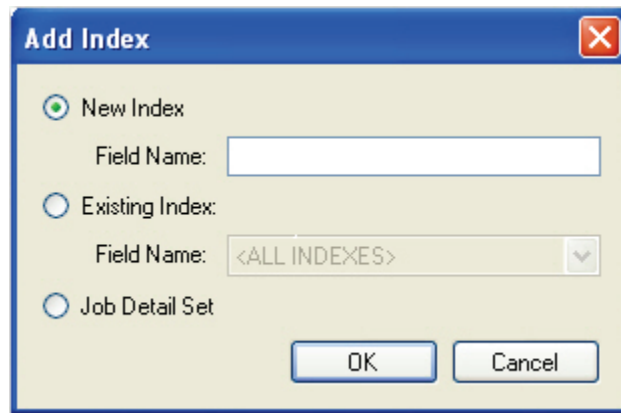 Add Index
New Index
Field Name:
Existing Index:
Field Name: <ALL INDEXES>
Job Detail Set
OK Cancel